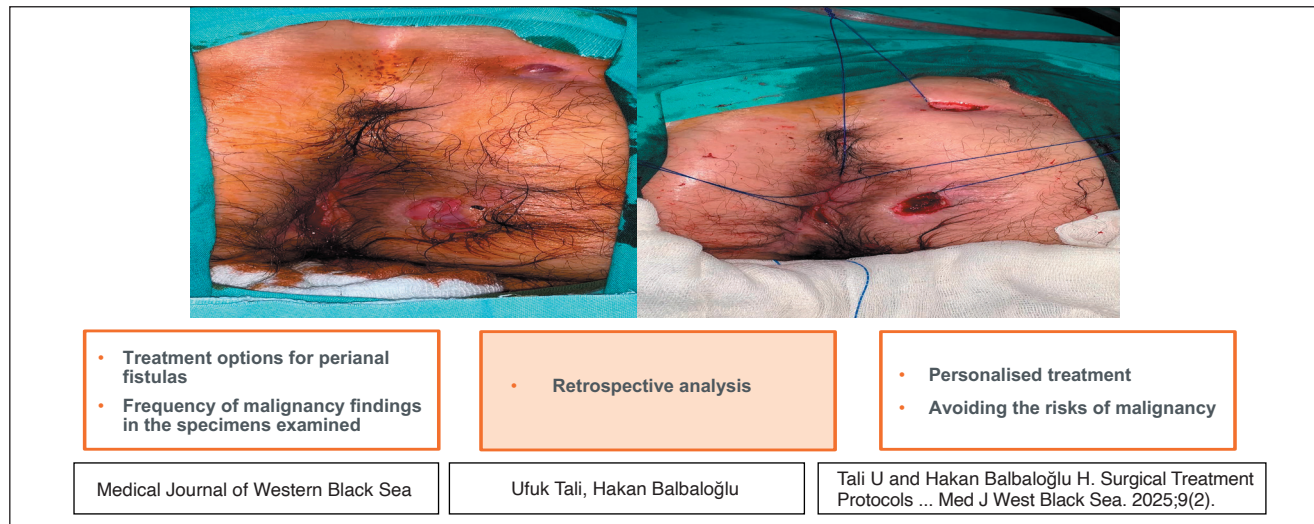 • Treatment options for perianal
fistulas
• Frequency of malignancy findings
in the specimens examined
• Retrospective analysis
• Personalised treatment
• Avoiding the risks of malignancy
Medical Journal of Western Black Sea
Ufuk Tali, Hakan Balbaloğlu
Tali U and Hakan Balbaloğlu H. Surgical Treatment
Protocols ... Med J West Black Sea. 2025;9(2).